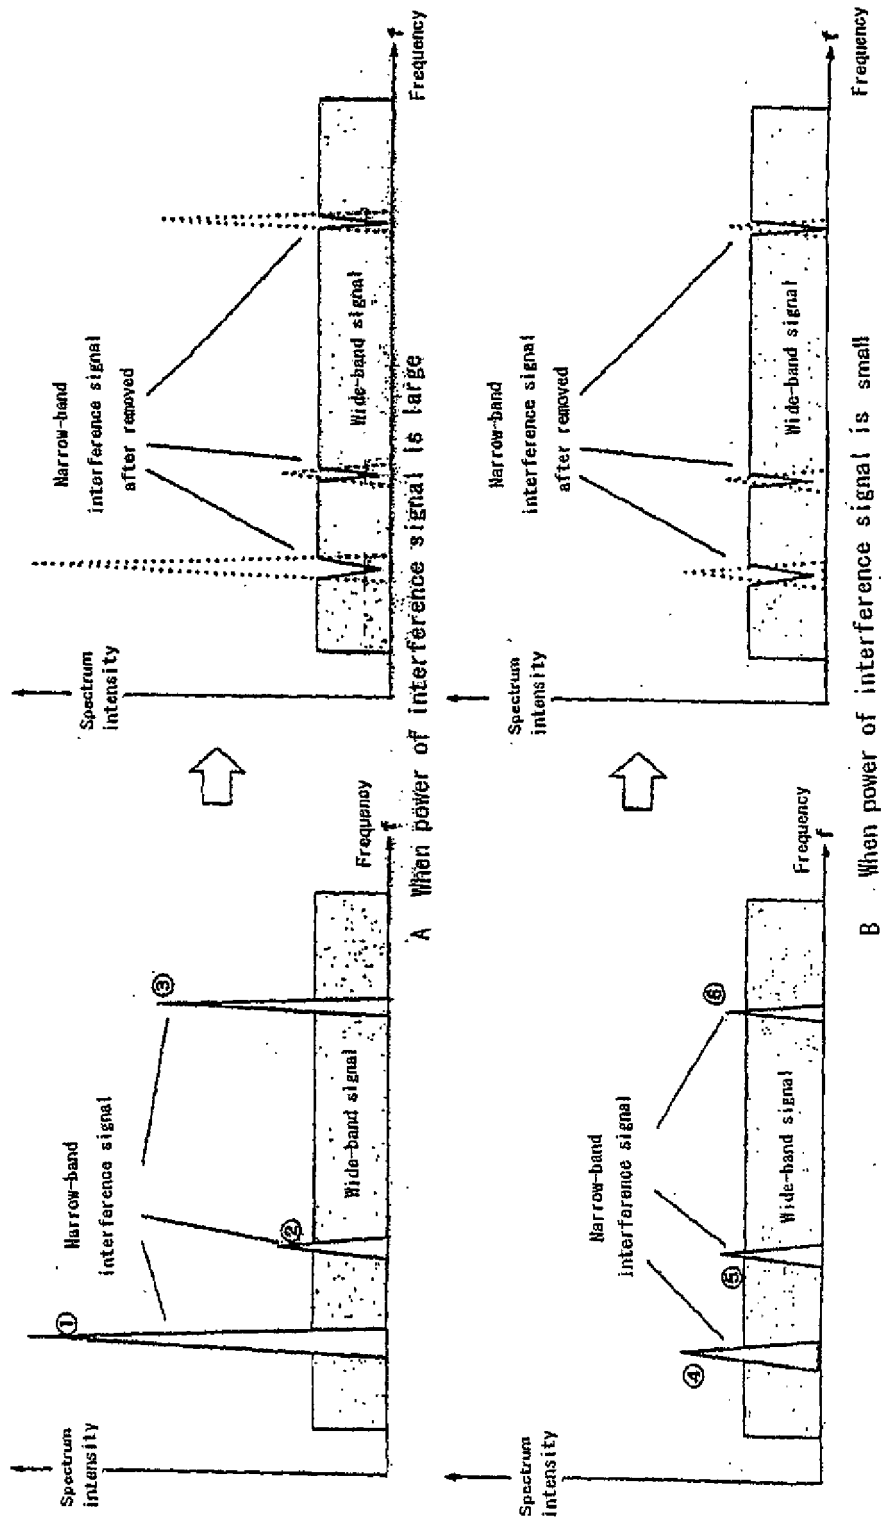 Spectrum
intensity
①
Narrow-band
interference signal
②
③
Wide-band signal
f
Frequency
Spectrum
intensity
Narrow-band
interference signal
after removed
Wide-band signal
f
Frequency
A When power of interference signal is large
Spectrum
intensity
④
Narrow-band
interference signal
⑤
⑥
Wide-band signal
f
Frequency
Spectrum
intensity
Narrow-band
interference signal
after removed
Wide-band signal
f
Frequency
B When power of interference signal is small